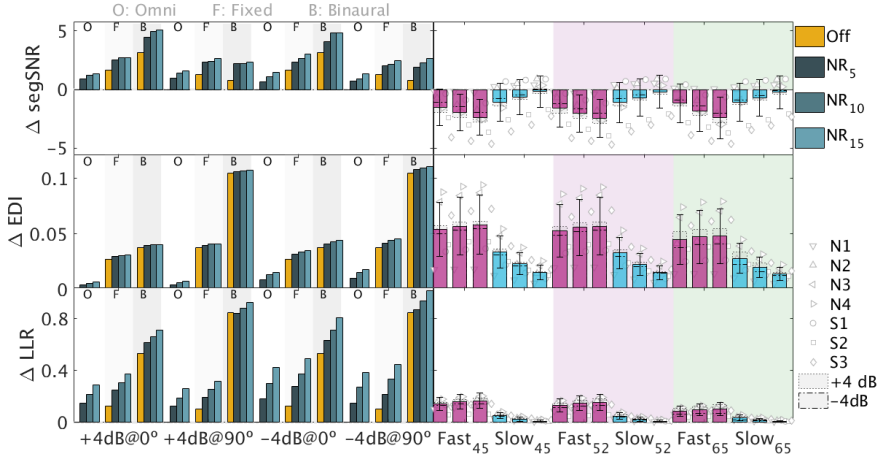 O: Omni F: Fixed B: Binaural
O F B O F B O F B O F B
5
0
−5
Δ segSNR
O F B O F B O F B O F B
0.1
0.05
0
Δ EDI
O F B O F B O F B O F B
0.8
0.4
0
Δ LLR
+4dB@0° +4dB@90° −4dB@0° −4dB@90° Fast45 Slow45 Fast52 Slow52 Fast65 Slow65
Off
NR5
NR10
NR15
N1
N2
N3
N4
S1
S2
S3
+4 dB
−4dB